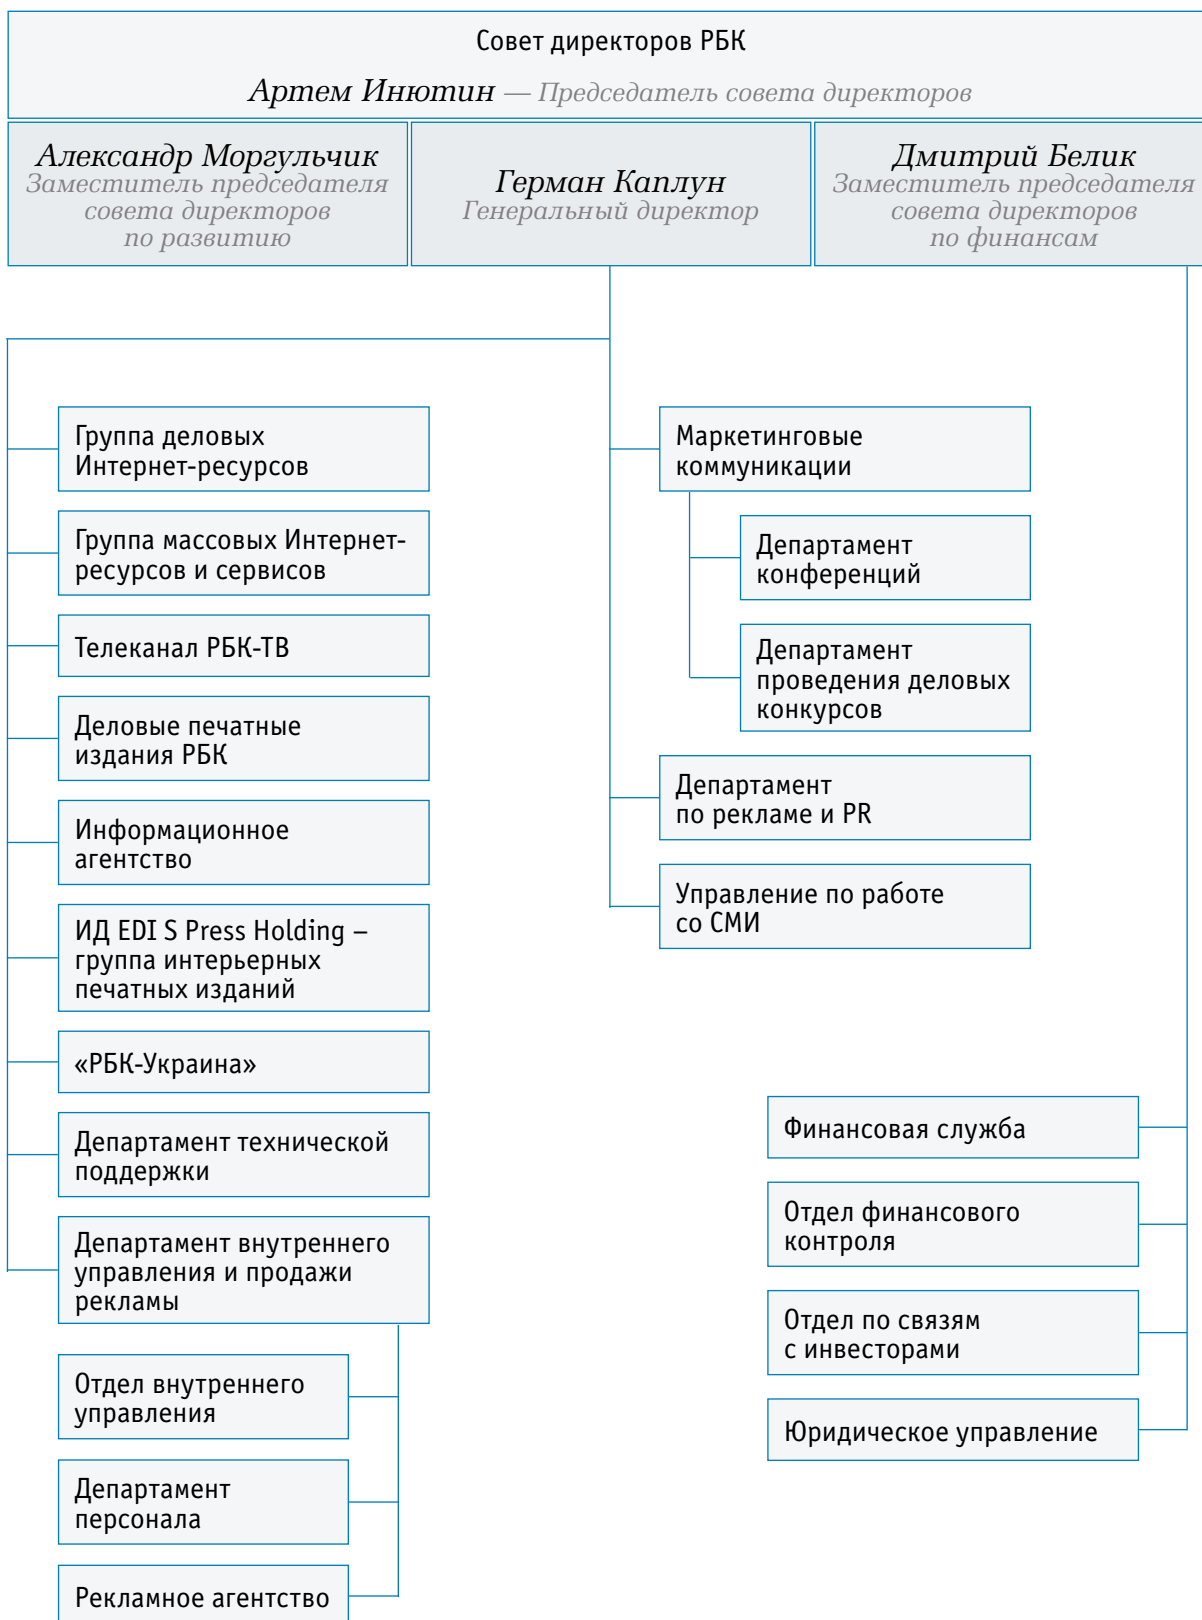 Совет директоров РБК
Артем Инютин — Председатель совета директоров
Александр Моргульчик
Заместитель председателя
совета директоров
по развитию
Герман Каплун
Генеральный директор
Дмитрий Белик
Заместитель председателя
совета директоров
по финансам
Группа деловых
Интернет-ресурсов
Группа массовых Интернет-
ресурсов и сервисов
Телеканал РБК-ТВ
Деловые печатные
издания РБК
Информационное
агентство
ИД EDI S Press Holding –
группа интерьерных
печатных изданий
«РБК-Украина»
Департамент технической
поддержки
Департамент внутреннего
управления и продажи
рекламы
Отдел внутреннего
управления
Департамент
персонала
Рекламное агентство
Маркетинговые
коммуникации
Департамент
конференций
Департамент
проведения деловых
конкурсов
Департамент
по рекламе и PR
Управление по работе
со СМИ
Финансовая служба
Отдел финансового
контроля
Отдел по связям
с инвесторами
Юридическое управление